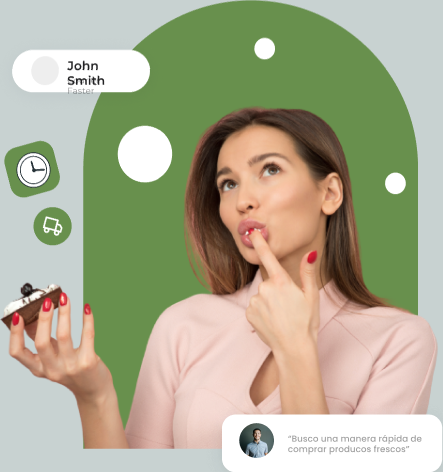 John
Smith
Faster
“Busco una manera rápida de
comprar producos frescos”